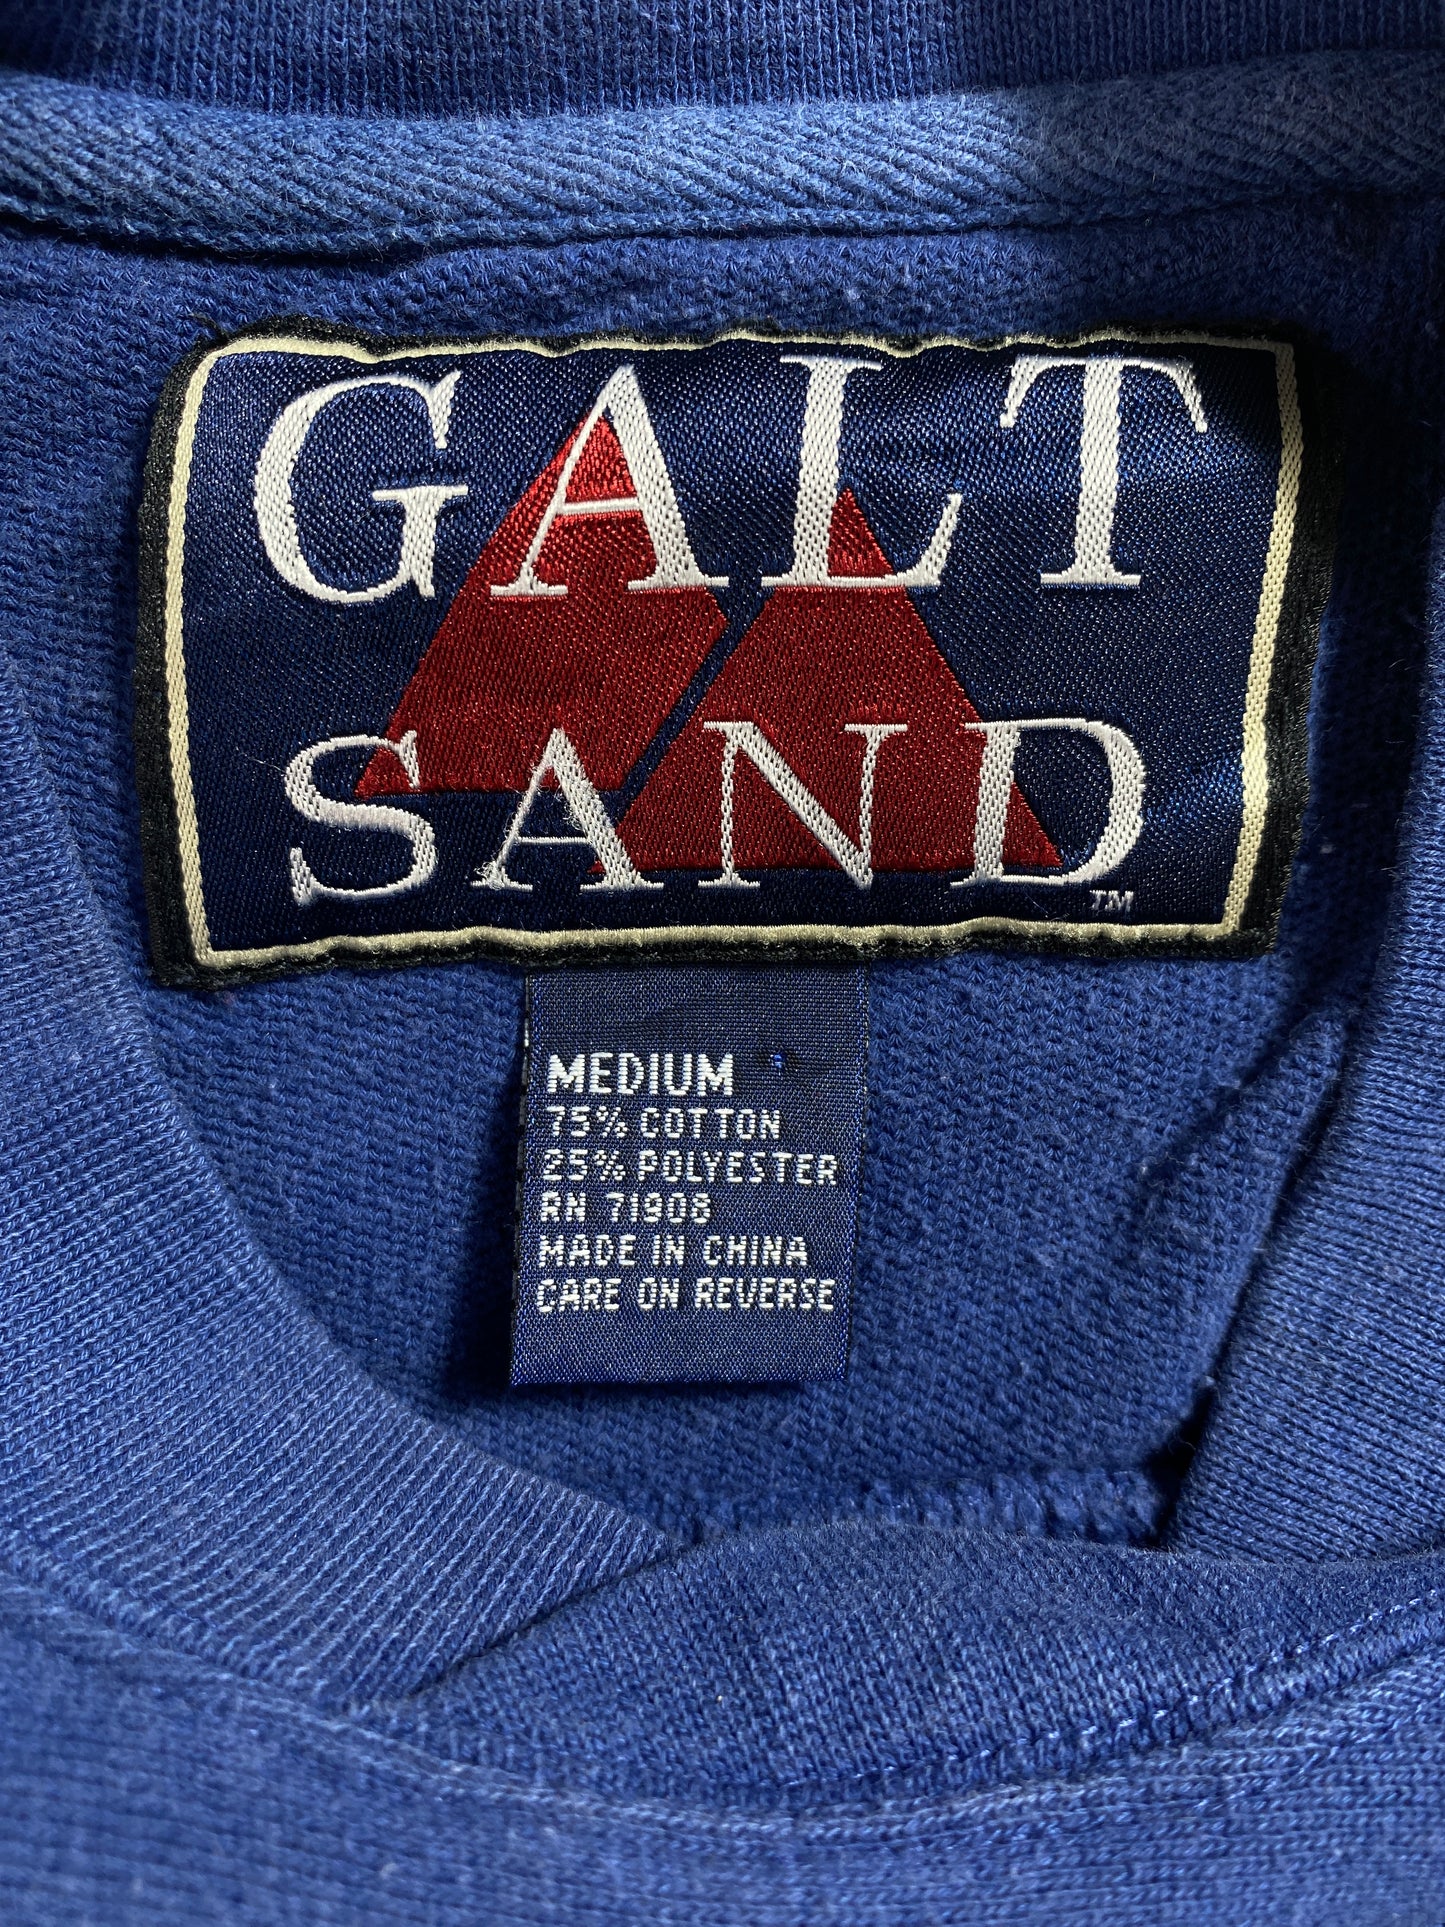 GALT
SAND
TM
MEDIUM
75% COTTON
25% POLYESTER
RN 71908
MADE IN CHINA
CARE ON REVERSE